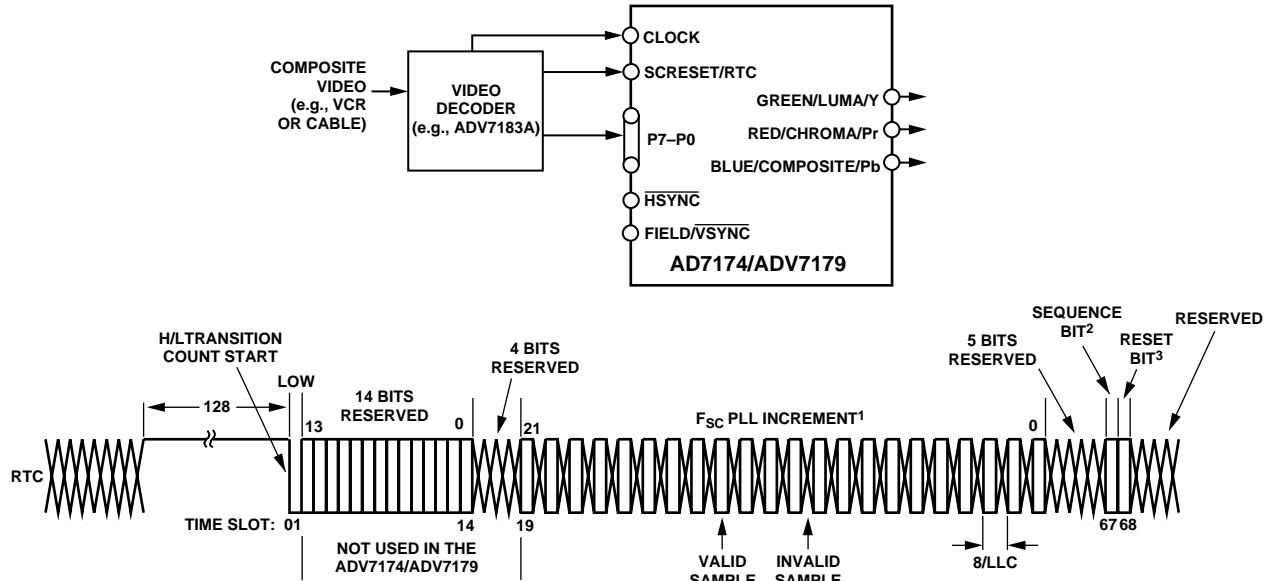 COMPOSITE
VIDEO
(e.g., VCR
OR CABLE)
VIDEO
DECODER
(e.g., ADV7183A)
CLOCK
SCRESET/RTC
P7–P0
HSYNC
FIELD/VSYNC
GREEN/LUMA/Y
RED/CHROMA/Pr
BLUE/COMPOSITE/Pb
AD7174/ADV7179
H/LTRANSITION
COUNT START
LOW
128
13
14 BITS
RESERVED
0
4 BITS
RESERVED
21
FSC PLL INCREMENT1
0
5 BITS
RESERVED
SEQUENCE
BIT2
RESET
BIT3
RESERVED
RTC
TIME SLOT: 01
14
19
67 68
NOT USED IN THE
ADV7174/ADV7179
VALID
SAMPLE
INVALID
SAMPLE
8/LLC